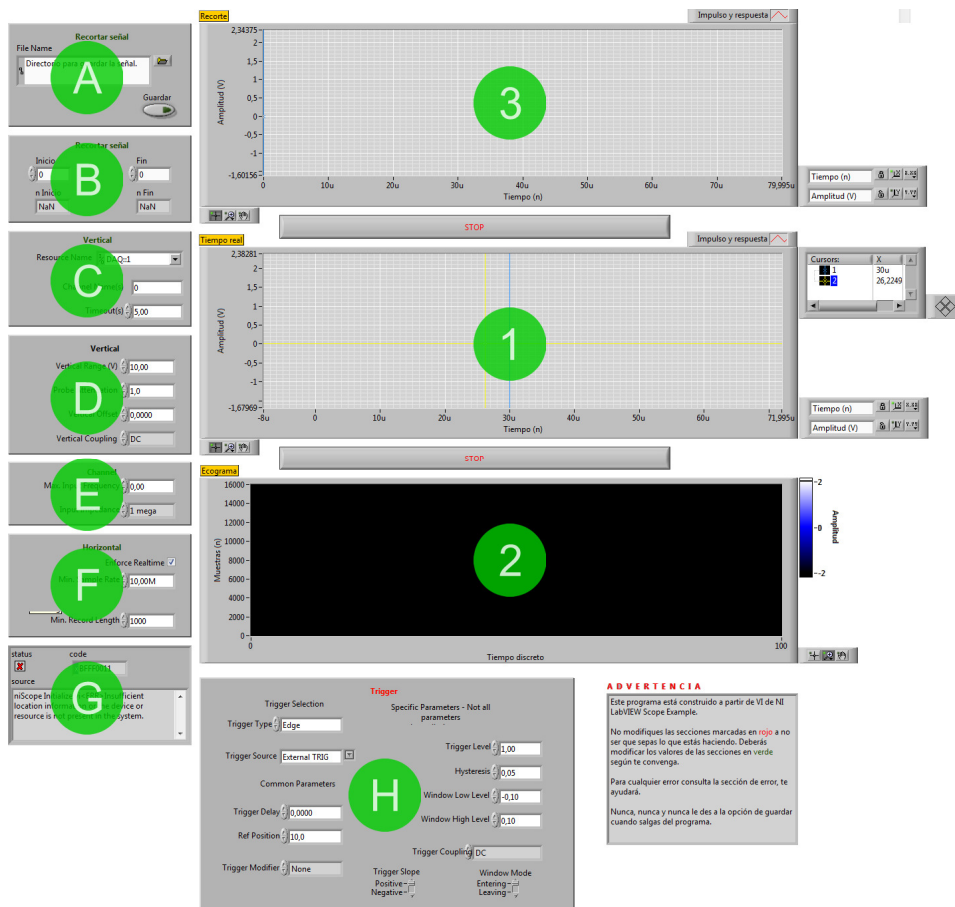 Recortar señal
File Name
Directorio para guardar la señal.
Guardar
A
Recortar señal
Inicio Fin
0 0
n Inicio n Fin
NaN NaN
B
Vertical
Resource Name DAQ::1
0
Timeout(s) 5,00
C
Vertical
Vertical Range (V) 10,00
Probe Attenuation 1,0
Vertical Offset 0,0000
Vertical Coupling DC
D
Channel
Max. Input Frequency 0,00
Input Impedance 1 mega
E
Horizontal
Enforce Realtime
Min. Sample Rate 10,00M
Min. Record Length 1000
F
status code
BFFF0011
source
niScope Initialize Insufficient
location information of the device or
resource is not present in the system.
G
Recorte
Impulso y respuesta
2,34375
2
1,5
1
0,5
0
-0,5
-1
-1,60156
Amplitud (V)
0 10u 20u 30u 40u 50u 60u 70u 79,995u
Tiempo (n)
3
Tiempo (n)
Amplitud (V)
STOP
Tiempo real
Impulso y respuesta
2,38281
2
1,5
1
0,5
0
-0,5
-1
-1,67969
Amplitud (V)
-8u 0 10u 20u 30u 40u 50u 60u 71,995u
Tiempo (n)
1
Cursors: X
1 30u
2 26,2249
Tiempo (n)
Amplitud (V)
STOP
Ecograma
16000
14000
12000
10000
8000
6000
4000
2000
0
Muestras (n)
0 100
Tiempo discreto
2
2
0
-2
Amplitud
Trigger
Trigger Selection
Trigger Type Edge
Trigger Source External TRIG
Common Parameters
Trigger Delay 0,0000
Ref Position 10,0
Trigger Modifier None
Specific Parameters - Not all
parameters
Trigger Level 1,00
Hysteresis 0,05
Window Low Level -0,10
Window High Level 0,10
Trigger Coupling DC
Trigger Slope Window Mode
Positive Entering
Negative Leaving
H
ADVERTENCIA
Este programa está construido a partir de VI de NI
LabVIEW Scope Example.
No modifiques las secciones marcadas en rojo a no
ser que sepas lo que estás haciendo. Deberás
modificar los valores de las secciones en verde
según te convenga.
Para cualquier error consulta la sección de error, te
ayudará.
Nunca, nunca y nunca le des a la opción de guardar
cuando salgas del programa.